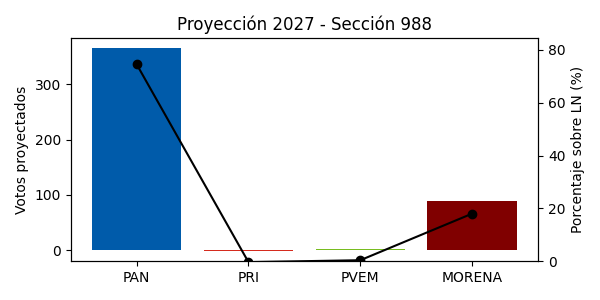 Proyección 2027 - Sección 988
Votos proyectados
300
200
100
0
80
60
40
20
0
Porcentaje sobre LN (%)
PAN PRI PVEM MORENA